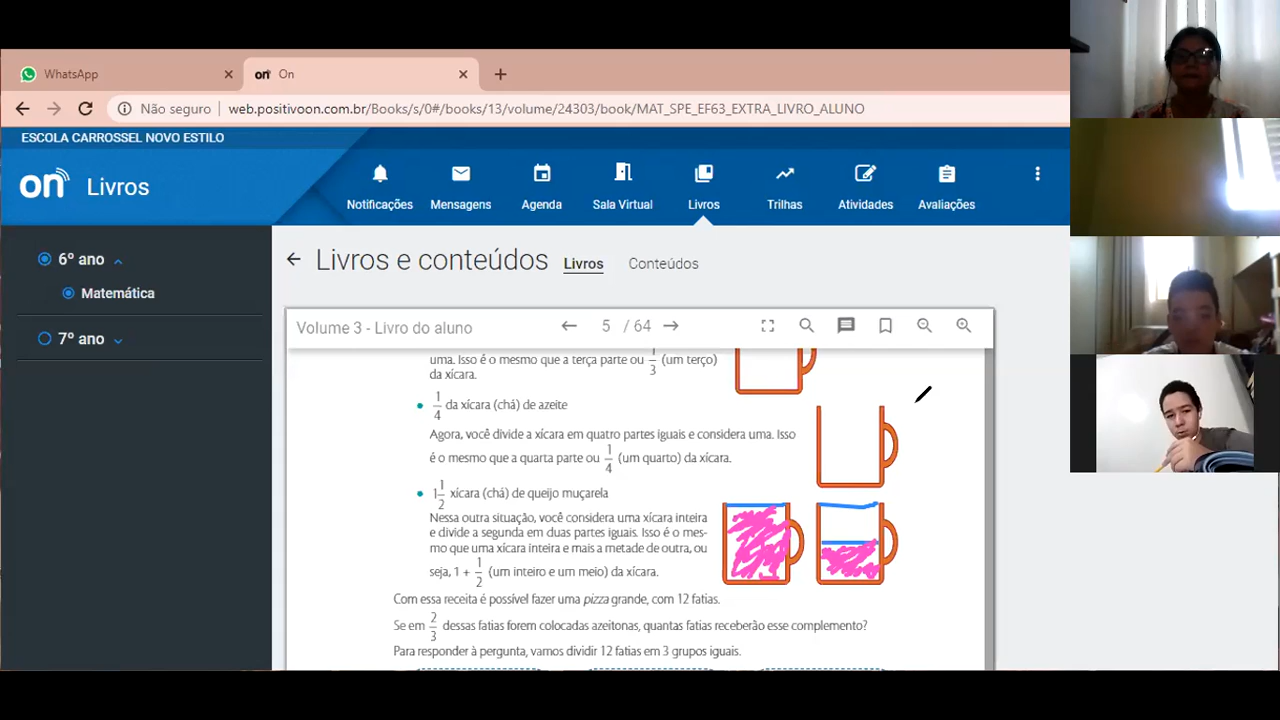 WhatsApp
on
On
Não seguro
web.positivoon.com.br/Books/s/0#/books/13/volume/24303/book/MAT_SPE_EF63_EXTRA_LIVRO_ALUNO
ESCOLA CARROSSEL NOVO ESTILO
on Livros
Notificações Mensagens Agenda Sala Virtual Livros Trilhas Atividades Avaliações
6º ano
Matemática
7º ano
Livros e conteúdos Livros Conteúdos
Volume 3 - Livro do aluno 5 / 64
uma. Isso é o mesmo que a terça parte ou 1/3 (um terço)
da xícara.
• 1/4 da xícara (chá) de azeite
Agora, você divide a xícara em quatro partes iguais e considera uma. Isso
é o mesmo que a quarta parte ou 1/4 (um quarto) da xícara.
• 1 1/2 xícara (chá) de queijo muçarela
Nessa outra situação, você considera uma xícara inteira
e divide a segunda em duas partes iguais. Isso é o mes-
mo que uma xícara inteira e mais a metade de outra, ou
seja, 1 + 1/2 (um inteiro e um meio) da xícara.
Com essa receita é possível fazer uma pizza grande, com 12 fatias.
Se em 2/3 dessas fatias forem colocadas azeitonas, quantas fatias receberão esse complemento?
Para responder à pergunta, vamos dividir 12 fatias em 3 grupos iguais.